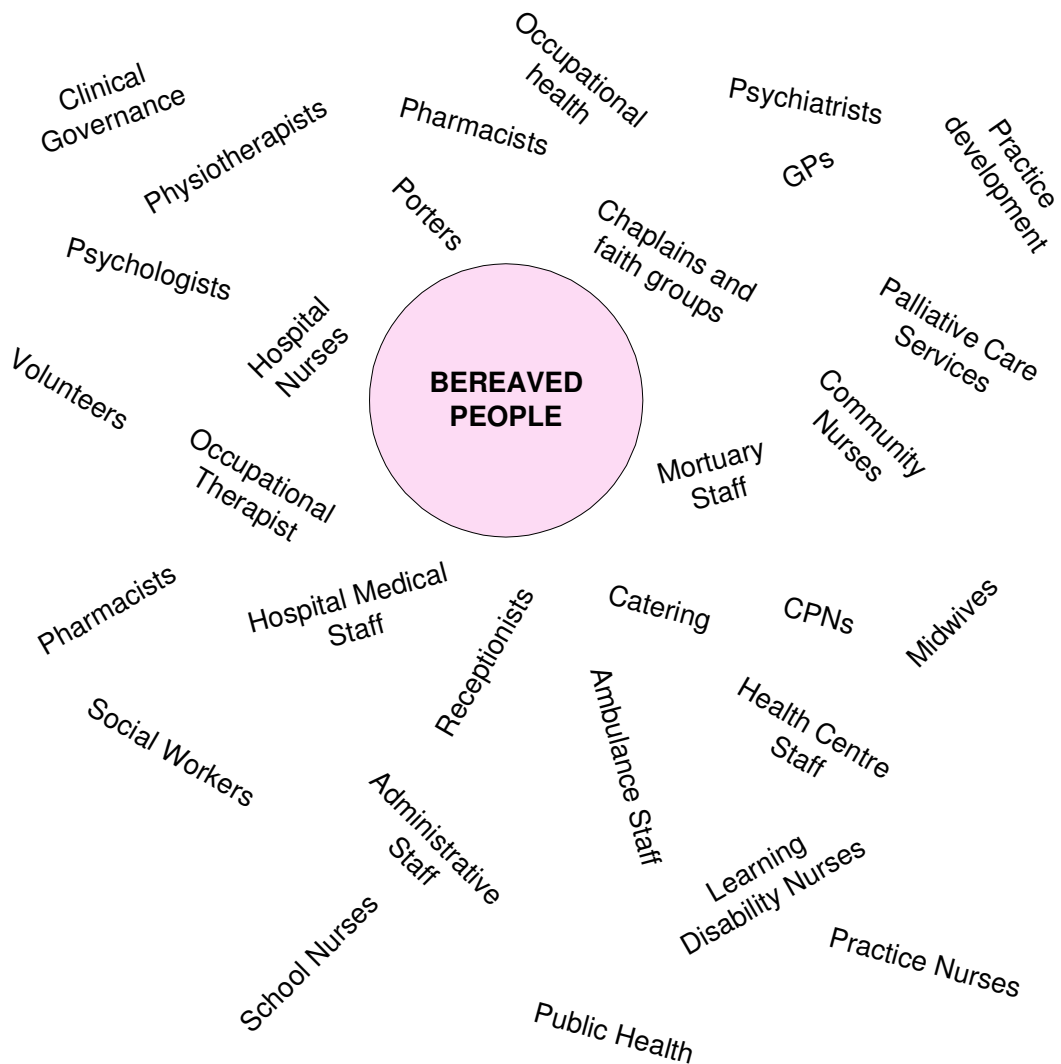 Occupational
health
Clinical
Governance
Physiotherapists
Pharmacists
Psychiatrists
GPs
Practice
development
Porters
Chaplains and
faith groups
Psychologists
Hospital
Nurses
Palliative Care
Services
Volunteers
BEREAVED
PEOPLE
Community
Nurses
Occupational
Therapist
Mortuary
Staff
Pharmacists
Hospital Medical
Staff
Receptionists
Catering
CPNs
Midwives
Social Workers
Ambulance Staff
Health Centre
Staff
Administrative
Staff
Learning
Disability Nurses
School Nurses
Practice Nurses
Public Health